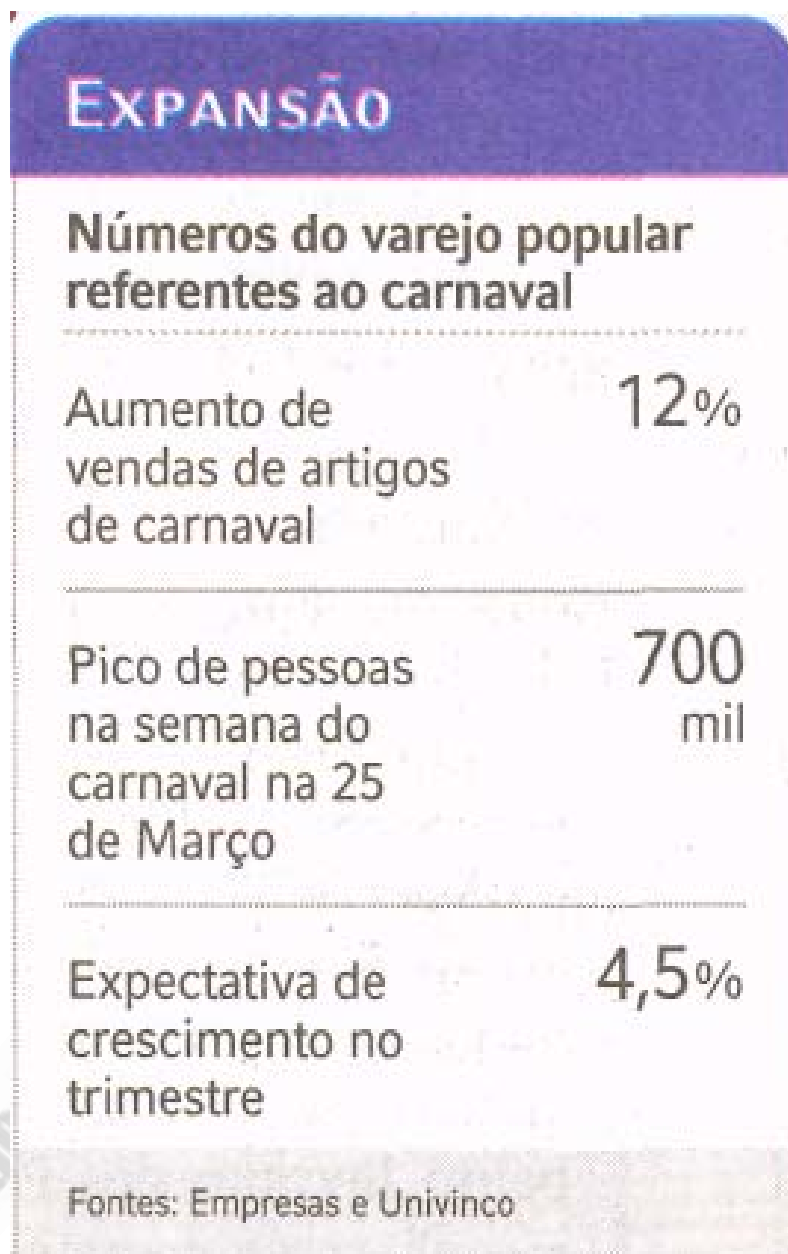 EXPANSÃO
Números do varejo popular
referentes ao carnaval
Aumento de
vendas de artigos
de carnaval
12%
Pico de pessoas
na semana do
carnaval na 25
de Março
700
mil
Expectativa de
crescimento no
trimestre
4,5%
Fontes: Empresas e Univinco